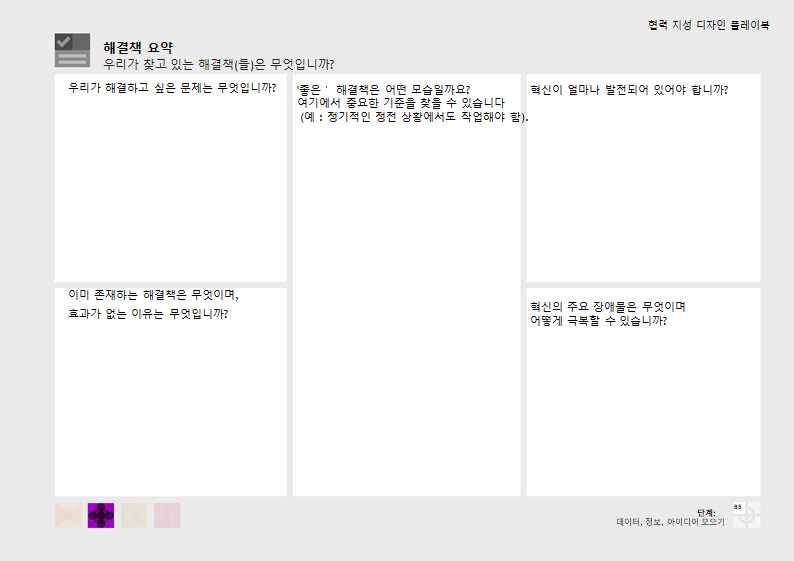 협력 지성 디자인 플레이북
해결책 요약
우리가 찾고 있는 해결책(들)은 무엇입니까?
우리가 해결하고 싶은 문제는 무엇입니까?
'좋은 ' 해결책은 어떤 모습일까요?
여기에서 중요한 기준을 찾을 수 있습니다
(예 : 정기적인 정전 상황에서도 작업해야 함).
혁신이 얼마나 발전되어 있어야 합니까?
이미 존재하는 해결책은 무엇이며,
효과가 없는 이유는 무엇입니까?
혁신의 주요 장애물은 무엇이며
어떻게 극복할 수 있습니까?
단계:
데이터, 정보, 아이디어 모으기
B5